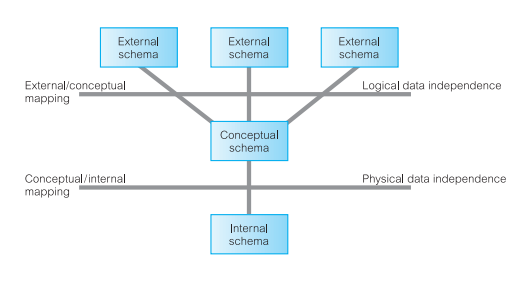 External
schema
External
schema
External
schema
External/conceptual
mapping
Logical data independence
Conceptual
schema
Conceptual/internal
mapping
Physical data independence
Internal
schema